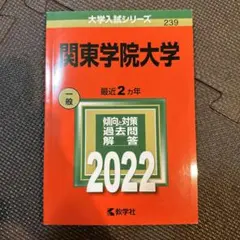 大学入試シリーズ
239
関東学院大学
最近2ヵ年
一般
傾向と対策
過去問
解答
2022
教学社